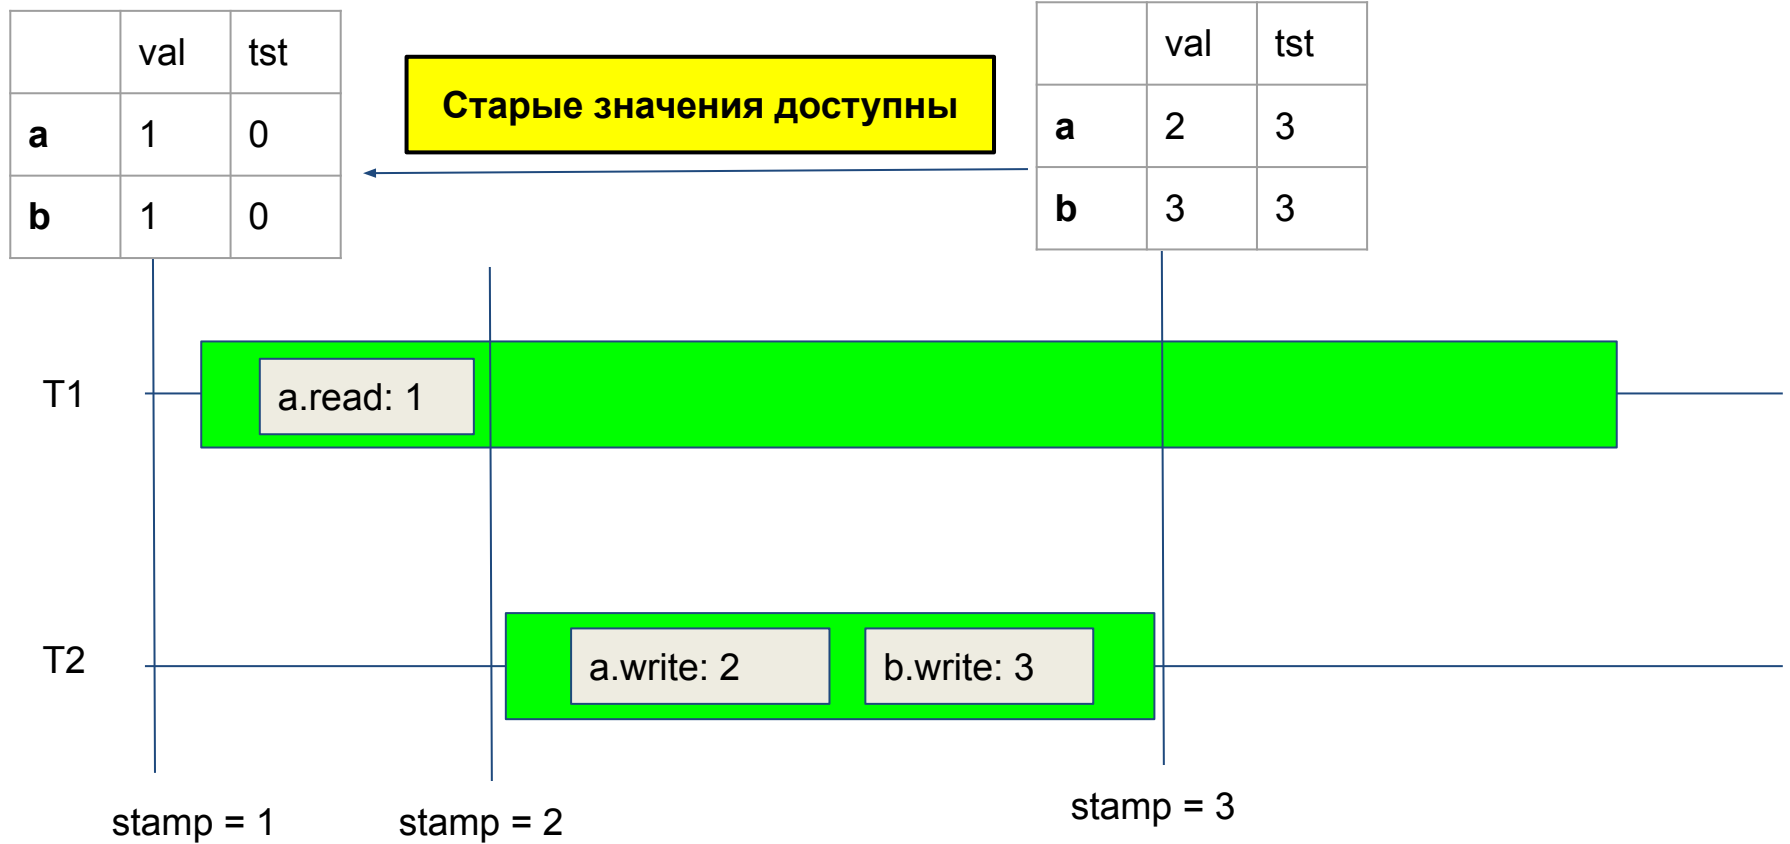 val tst
a 1 0
b 1 0
Старые значения доступны
val tst
a 2 3
b 3 3
T1
a.read: 1
T2
a.write: 2
b.write: 3
stamp = 1
stamp = 2
stamp = 3